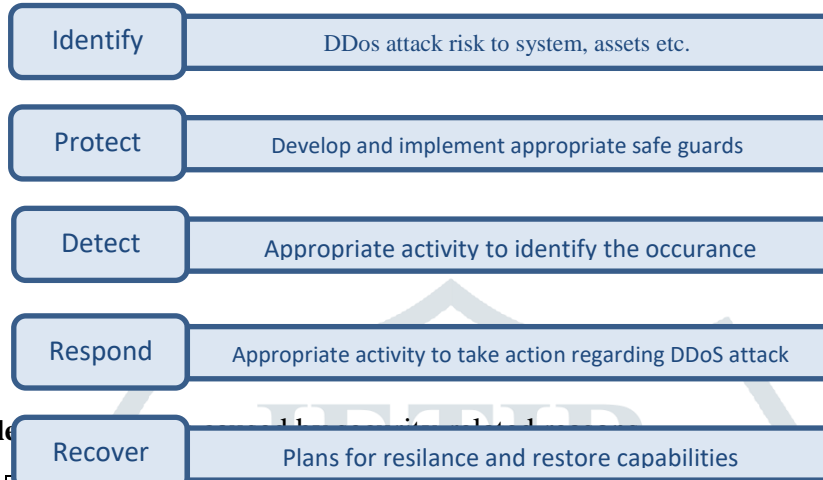 Identify DDos attack risk to system, assets etc.
Protect Develop and implement appropriate safe guards
Detect Appropriate activity to identify the occurance
Respond Appropriate activity to take action regarding DDoS attack
Recover Plans for resilance and restore capabilities